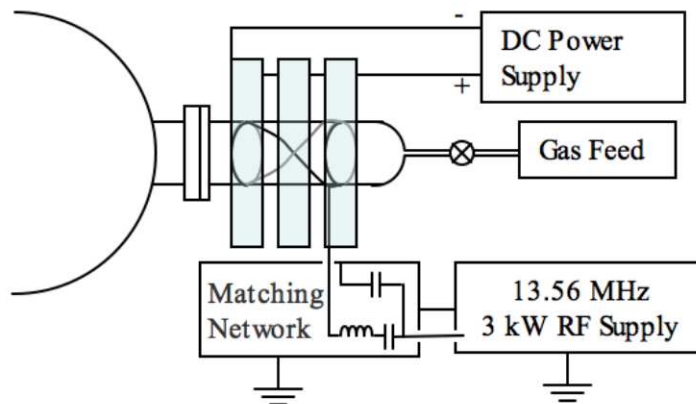 -
DC Power
Supply
+
Gas Feed
Matching
Network
13.56 MHz
3 kW RF Supply